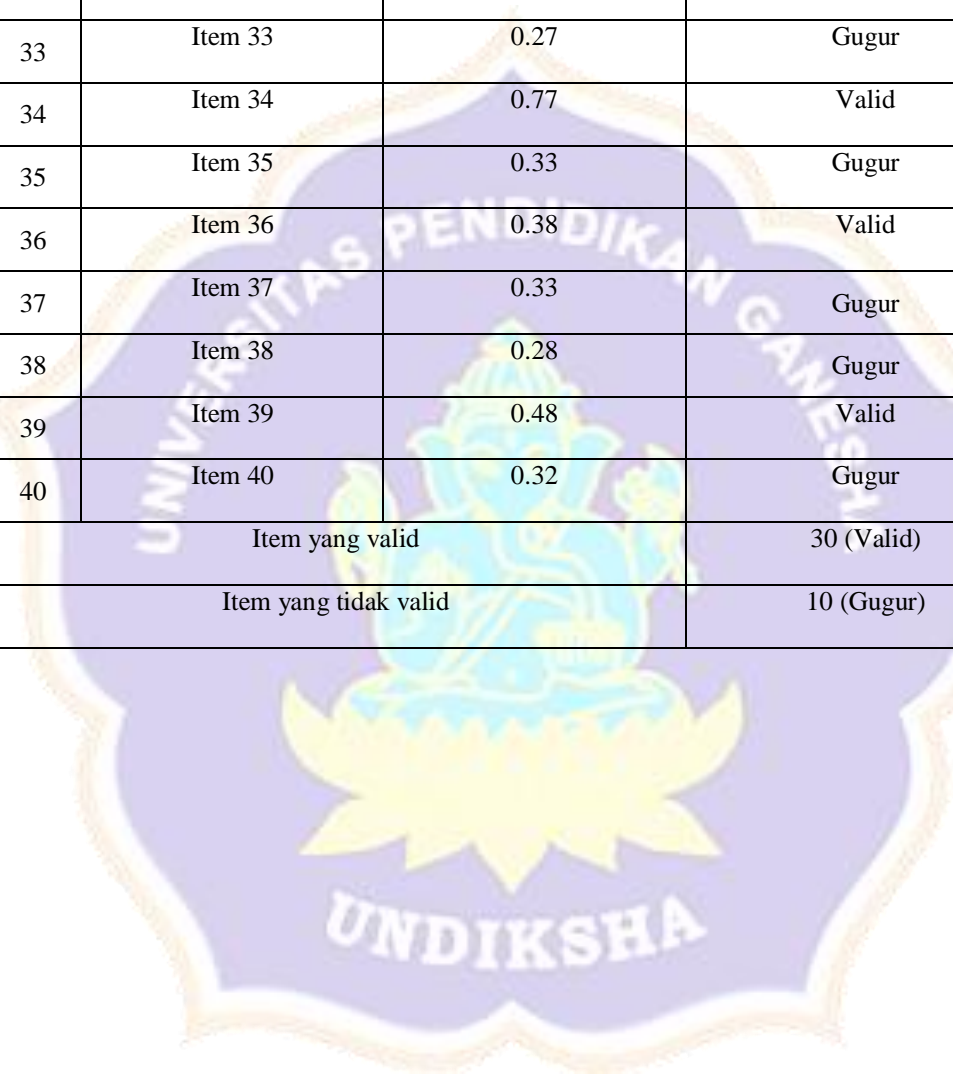 33 Item 33 0.27 Gugur
34 Item 34 0.77 Valid
35 Item 35 0.33 Gugur
36 Item 36 0.38 Valid
37 Item 37 0.33 Gugur
38 Item 38 0.28 Gugur
39 Item 39 0.48 Valid
40 Item 40 0.32 Gugur
Item yang valid 30 (Valid)
Item yang tidak valid 10 (Gugur)
UNIVERSITAS PENDIDIKAN GANESHA
UNDIKSHA